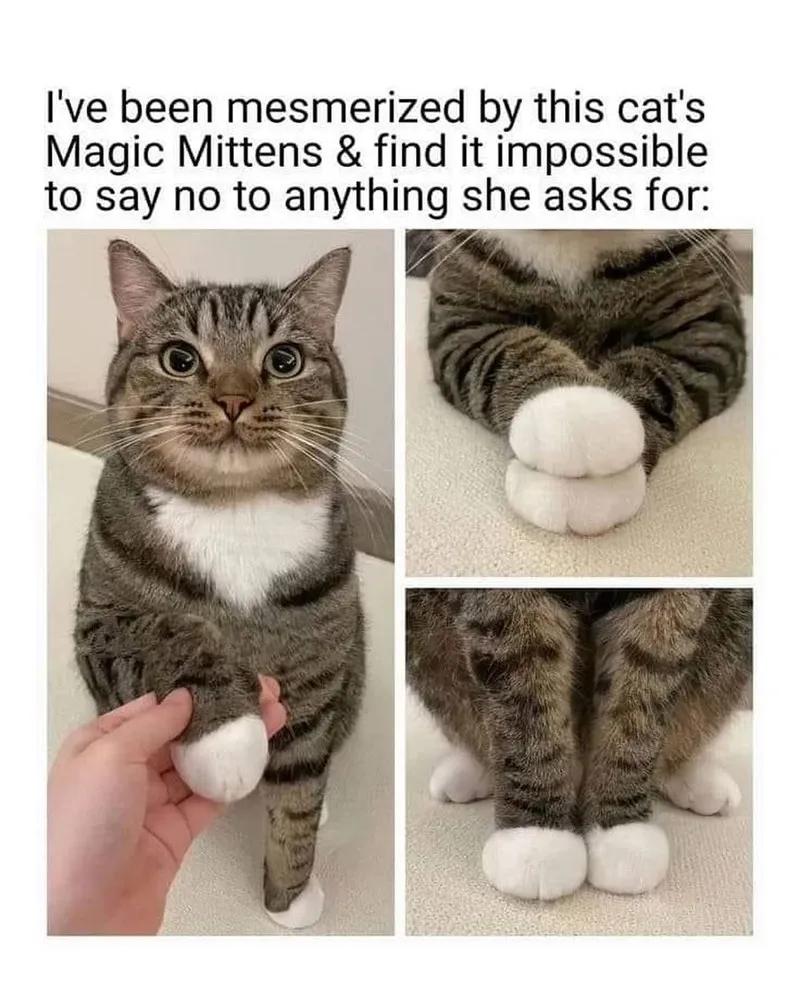 I've been mesmerized by this cat's
Magic Mittens & find it impossible
to say no to anything she asks for: